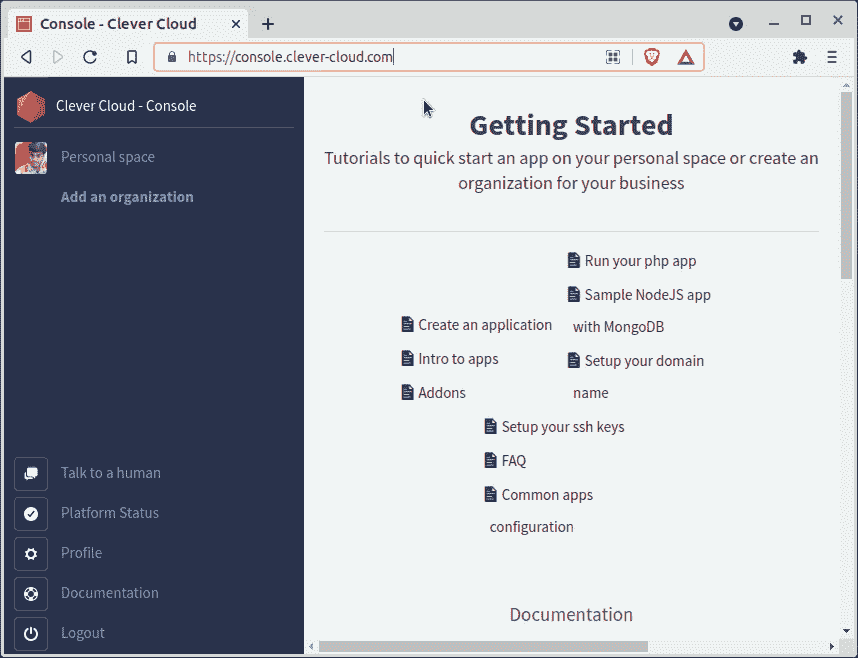 Console - Clever Cloud
https://console.clever-cloud.com
Clever Cloud - Console
Personal space
Add an organization
Talk to a human
Platform Status
Profile
Documentation
Logout
Getting Started
Tutorials to quick start an app on your personal space or create an
organization for your business
Create an application
Intro to apps
Addons
Run your php app
Sample NodeJS app
with MongoDB
Setup your domain
name
Setup your ssh keys
FAQ
Common apps
configuration
Documentation